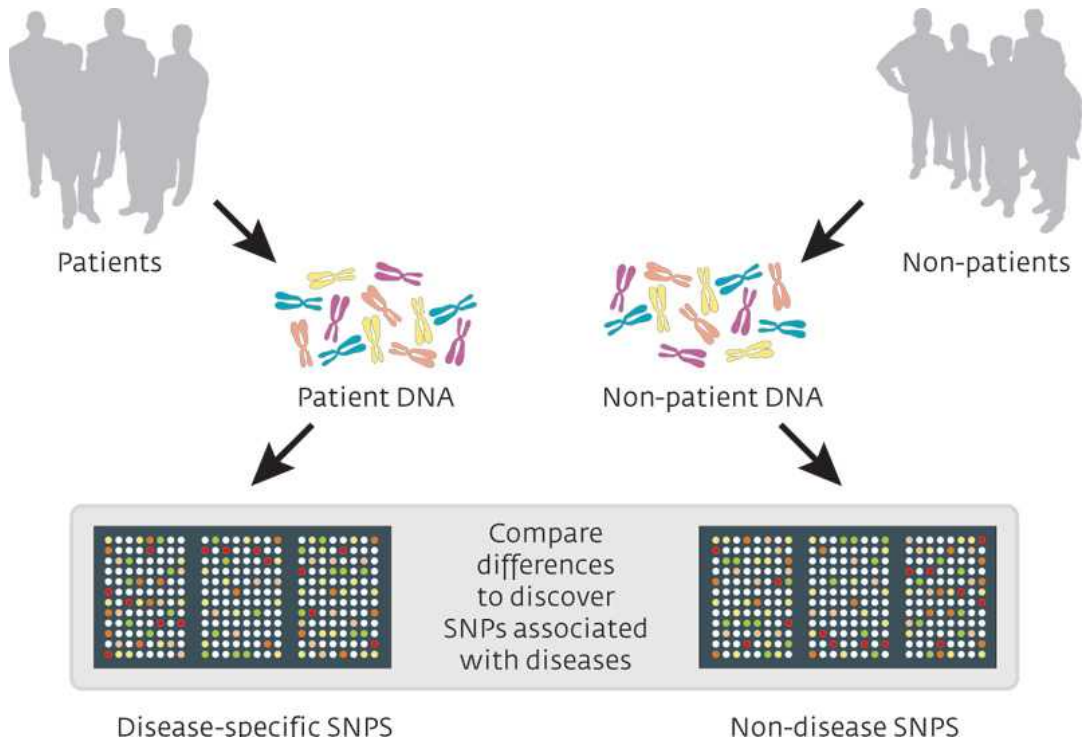 Patients
Non-patients
Patient DNA
Non-patient DNA
Compare
differences
to discover
SNPs associated
with diseases
Disease-specific SNPS
Non-disease SNPS